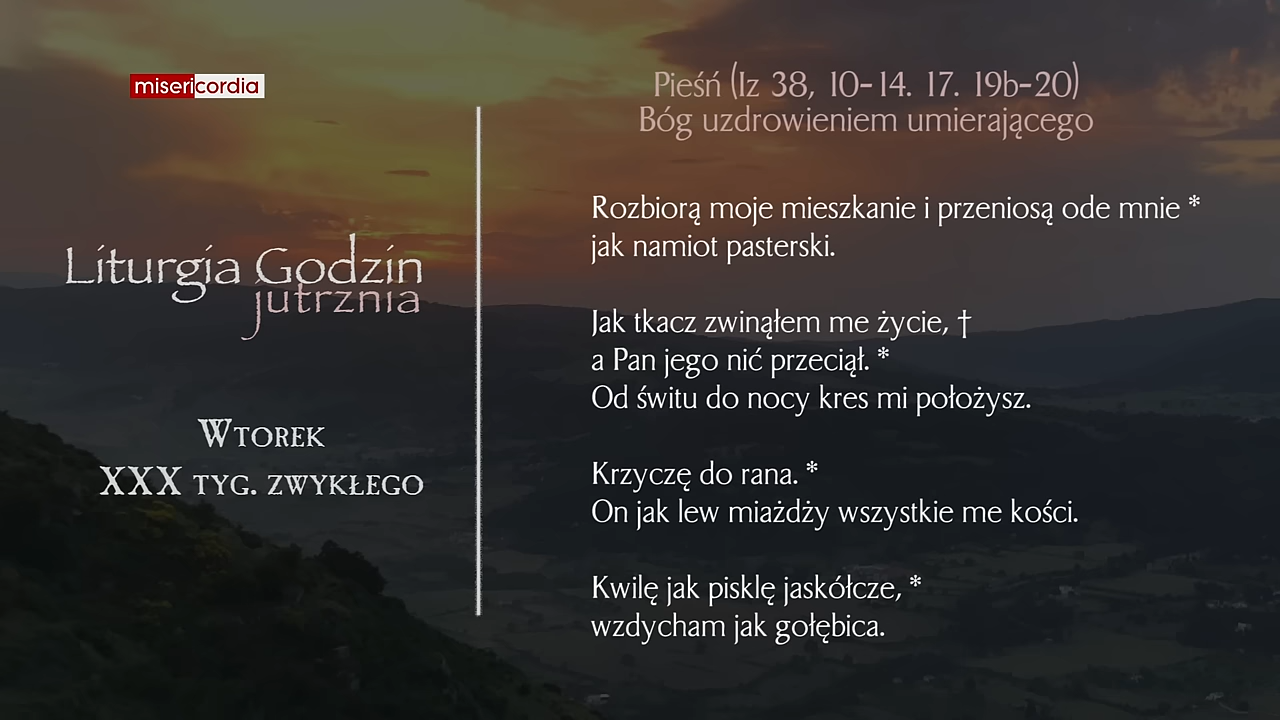 misericordia
Liturgia Godzin
jutrznia
Wtorek
XXX tyg. zwykłego
Pieśń (Iz 38, 10-14. 17. 19b-20)
Bóg uzdrowieniem umierającego
Rozbiorą moje mieszkanie i przeniosą ode mnie *
jak namiot pasterski.
Jak tkacz zwinąłem me życie, †
a Pan jego nić przeciął. *
Od świtu do nocy kres mi położysz.
Krzyczę do rana. *
On jak lew miażdży wszystkie me kości.
Kwilę jak pisklę jaskółcze, *
wzdycham jak gołębica.